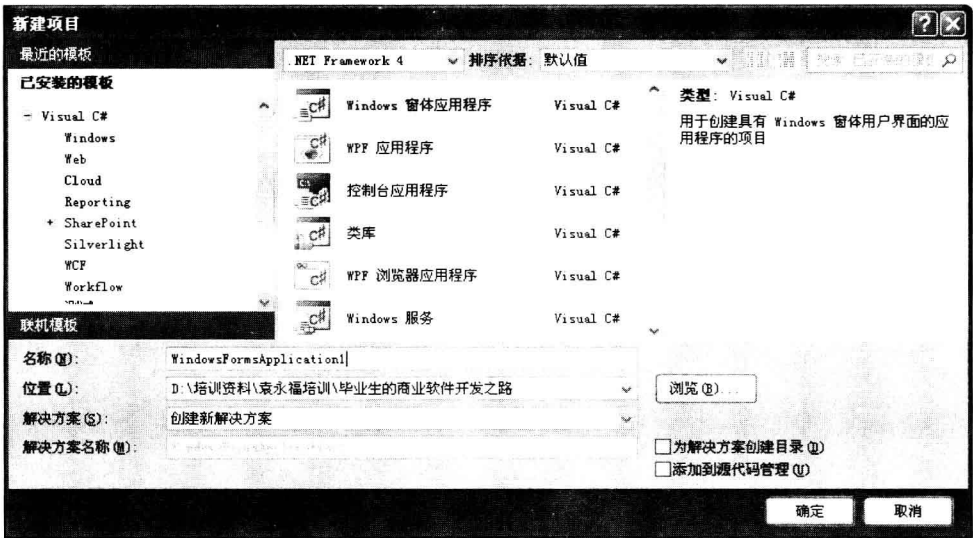 新建项目
最近的模板
.NET Framework 4 排序依据: 默认值
已安装的模板
- Visual C#
Windows
Web
Cloud
Reporting
+ SharePoint
Silverlight
WCF
Workflow
联机模板
Windows 窗体应用程序 Visual C#
WPF 应用程序 Visual C#
控制台应用程序 Visual C#
类库 Visual C#
WPF 浏览器应用程序 Visual C#
Windows 服务 Visual C#
类型: Visual C#
用于创建具有 Windows 窗体用户界面的应
用程序的项目
名称(N): WindowsFormsApplication1
位置(L): D:\培训资料\袁永福培训\毕业生的商业软件开发之路 浏览(B)...
解决方案(S): 创建新解决方案
解决方案名称(M):
为解决方案创建目录(D)
添加到源代码管理(U)
确定 取消